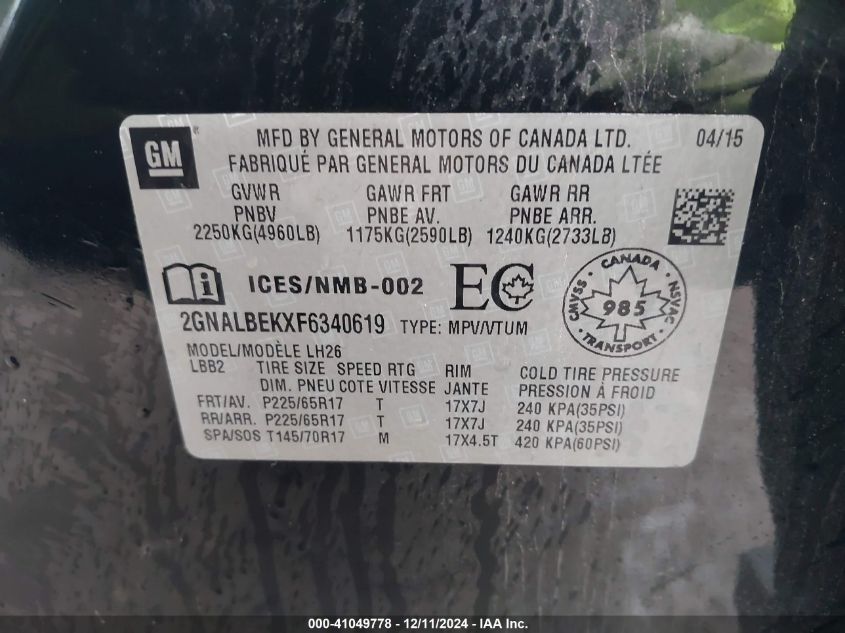 GM
MFD BY GENERAL MOTORS OF CANADA LTD. 04/15
FABRIQUÉ PAR GENERAL MOTORS DU CANADA LTÉE
GVWR GAWR FRT GAWR RR
PNBV PNBE AV. PNBE ARR.
2250KG(4960LB) 1175KG(2590LB) 1240KG(2733LB)
i ICES/NMB-002 EC
CANADA
CMVSS 985 NSVAC
TRANSPORT
2GNALBEKXF6340619 TYPE: MPV/VTUM
MODEL/MODÈLE LH26
LBB2 TIRE SIZE SPEED RTG RIM COLD TIRE PRESSURE
DIM. PNEU COTE VITESSE JANTE PRESSION À FROID
FRT/AV. P225/65R17 T 17X7J 240 KPA(35PSI)
RR/ARR. P225/65R17 T 17X7J 240 KPA(35PSI)
SPA/SOS T145/70R17 M 17X4.5T 420 KPA(60PSI)
000-41049778 - 12/11/2024 - IAA Inc.